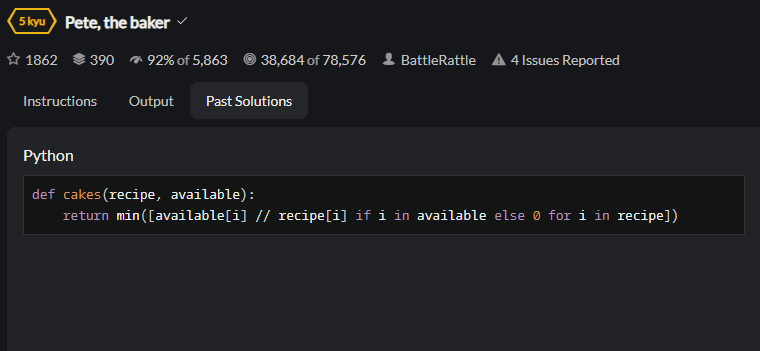 5 kyu Pete, the baker
1862 390 92% of 5,863 38,684 of 78,576 BattleRattle 4 Issues Reported
Instructions Output Past Solutions
Python
def cakes(recipe, available):
    return min([available[i] // recipe[i] if i in available else 0 for i in recipe])